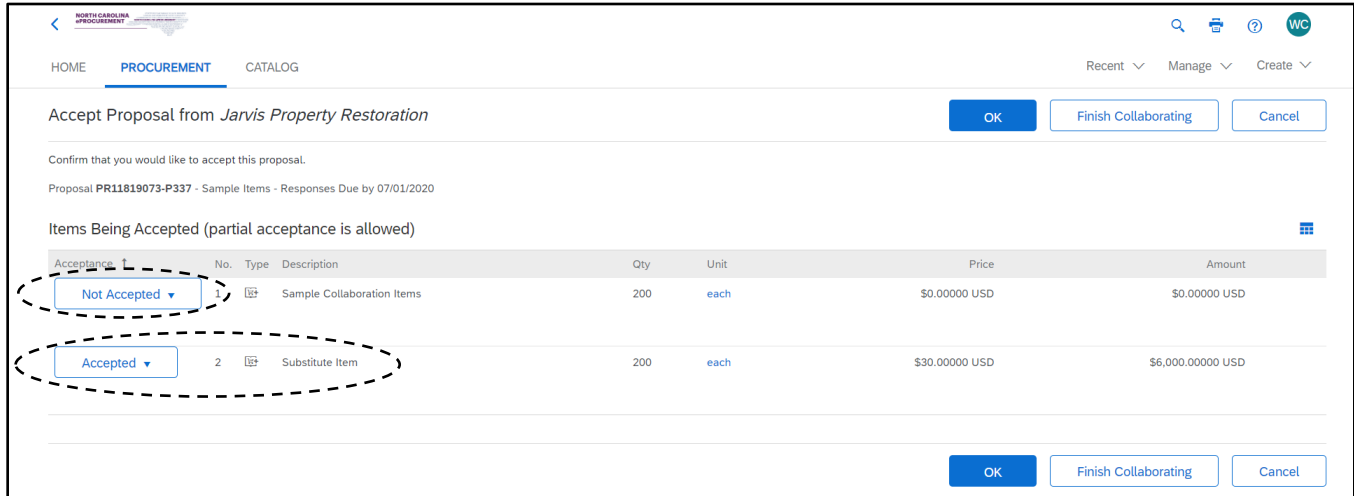 NORTH CAROLINA
ePROCUREMENT
WC
HOME PROCUREMENT CATALOG Recent Manage Create
Accept Proposal from Jarvis Property Restoration OK Finish Collaborating Cancel
Confirm that you would like to accept this proposal.
Proposal PR11819073-P337 - Sample Items - Responses Due by 07/01/2020
Items Being Accepted (partial acceptance is allowed)
Acceptance ↑ No. Type Description Qty Unit Price Amount
Not Accepted 1 Sample Collaboration Items 200 each $0.00000 USD $0.00000 USD
Accepted 2 Substitute Item 200 each $30.00000 USD $6,000.00000 USD
OK Finish Collaborating Cancel